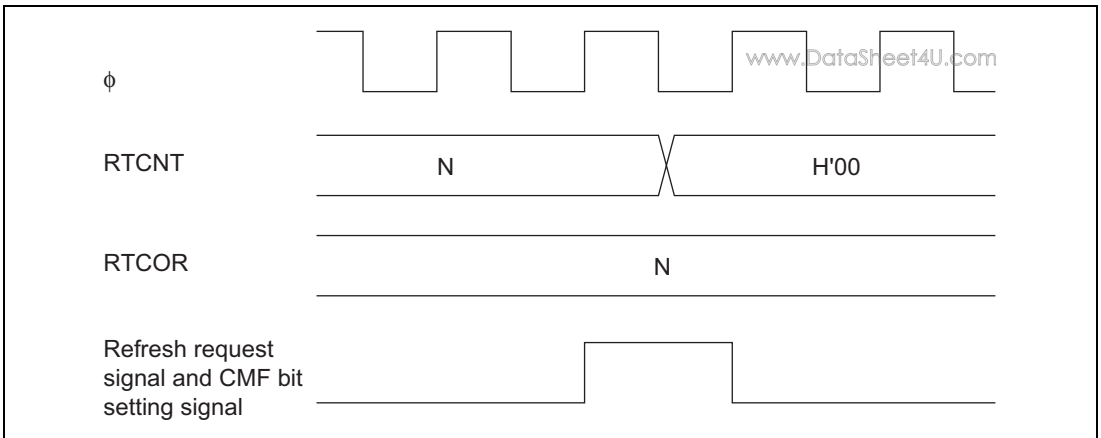 www.DataSheet4U.com
ϕ
RTCNT
N
H'00
RTCOR
N
Refresh request
signal and CMF bit
setting signal